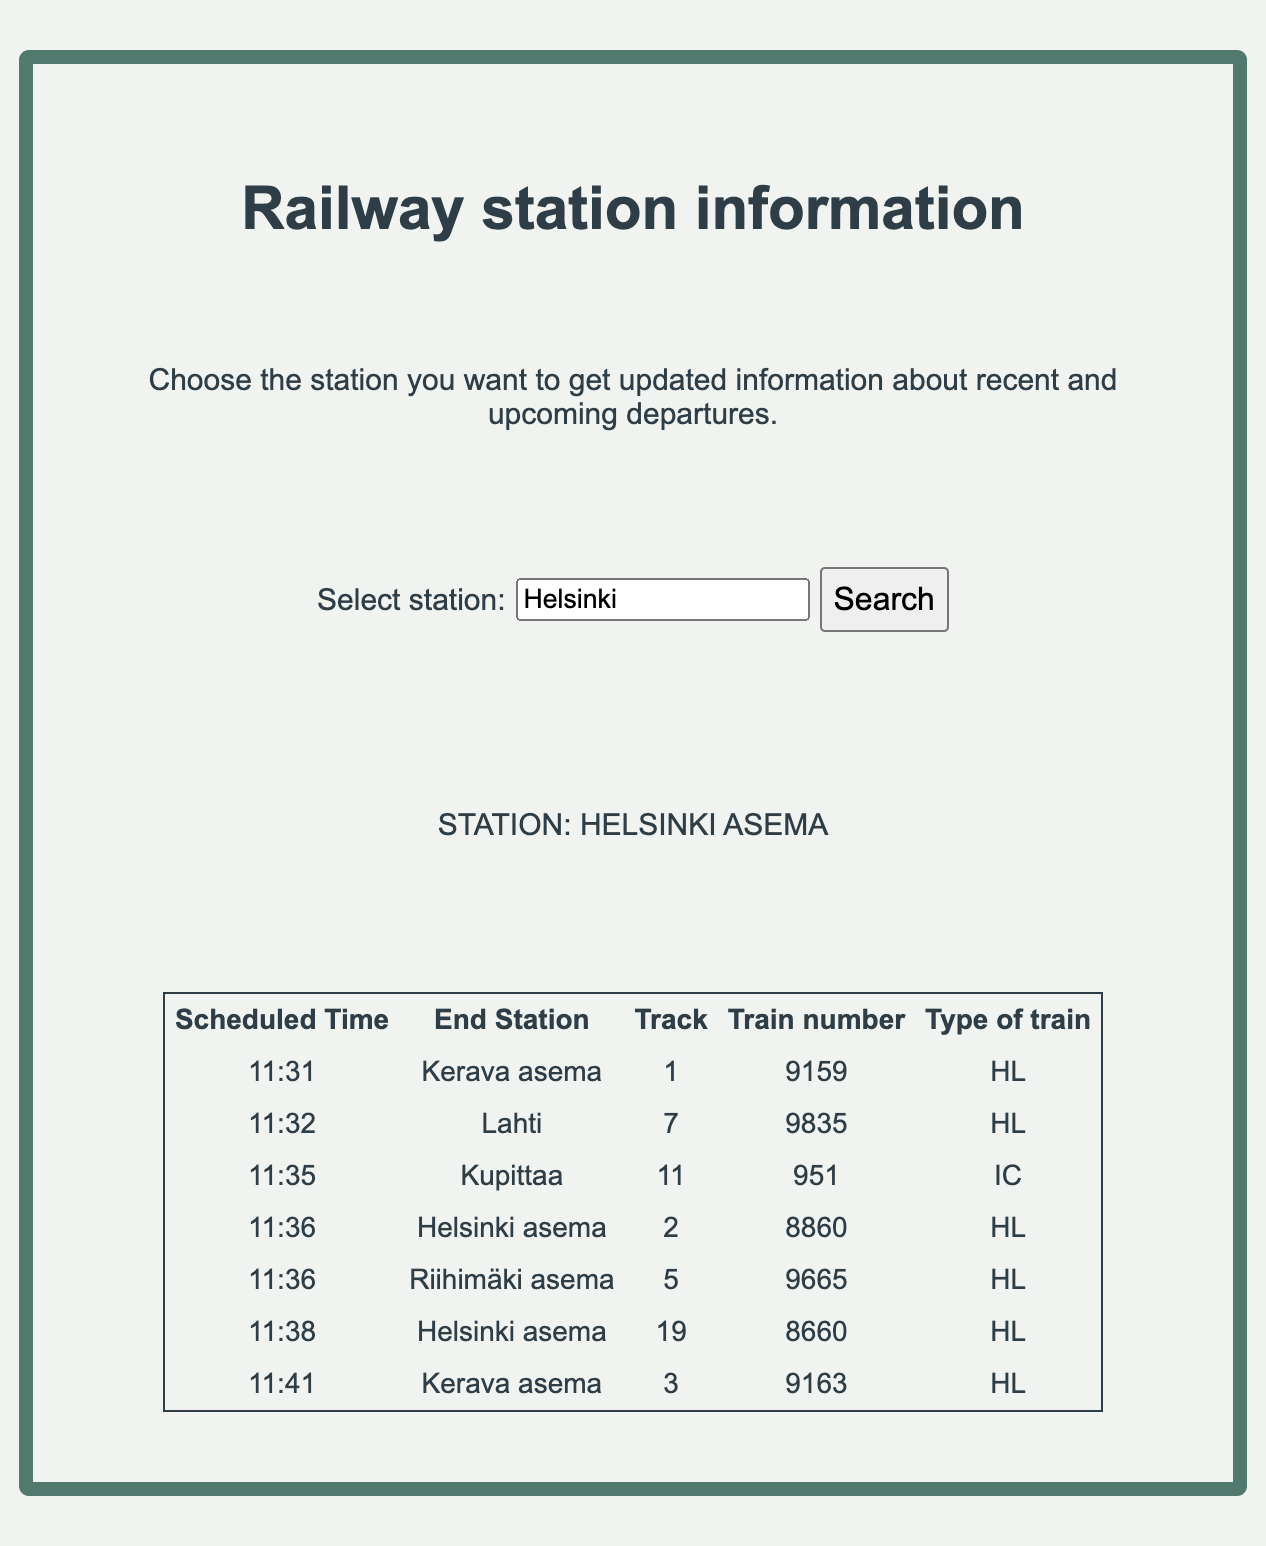 Railway station information
Choose the station you want to get updated information about recent and
upcoming departures.
Select station: Helsinki Search
STATION: HELSINKI ASEMA
Scheduled Time End Station Track Train number Type of train
11:31 Kerava asema 1 9159 HL
11:32 Lahti 7 9835 HL
11:35 Kupittaa 11 951 IC
11:36 Helsinki asema 2 8860 HL
11:36 Riihimäki asema 5 9665 HL
11:38 Helsinki asema 19 8660 HL
11:41 Kerava asema 3 9163 HL